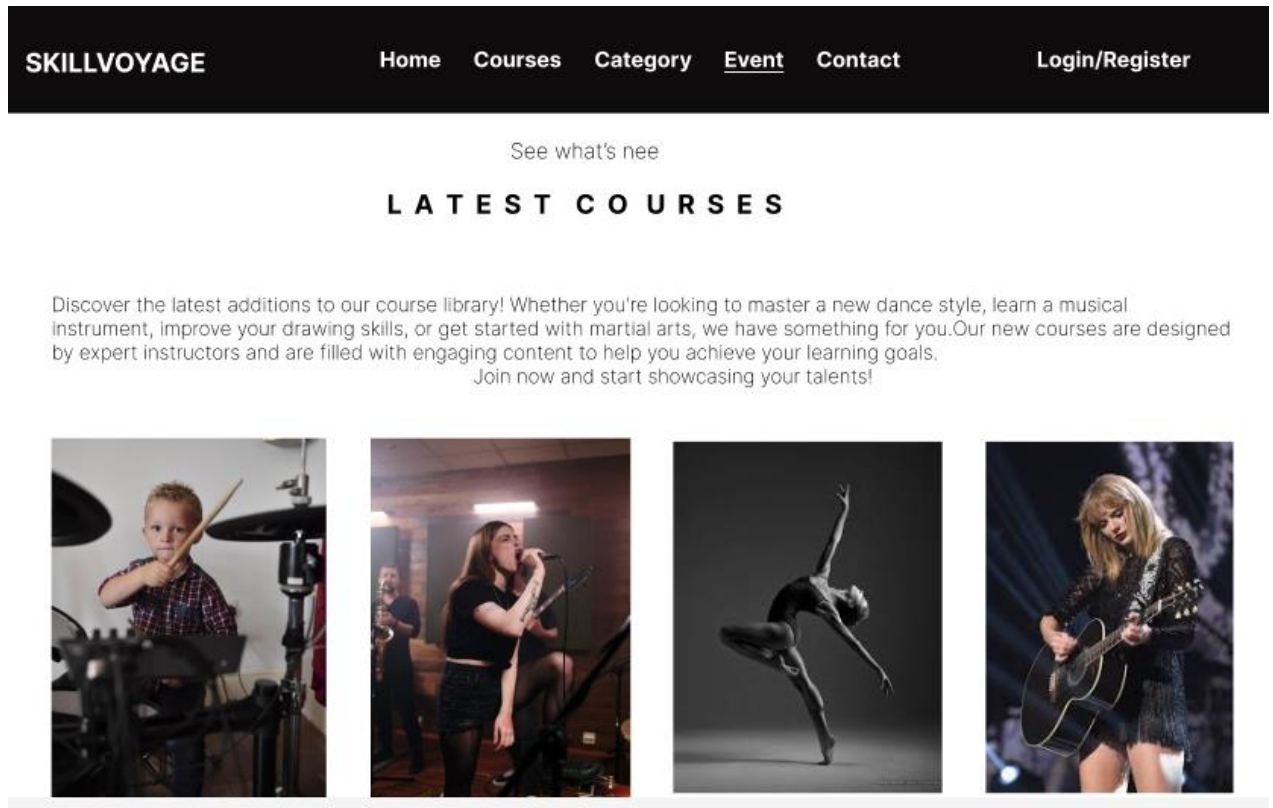 SKILLVOYAGE Home Courses Category Event Contact Login/Register
See what's nee
LATEST COURSES
Discover the latest additions to our course library! Whether you're looking to master a new dance style, learn a musical
instrument, improve your drawing skills, or get started with martial arts, we have something for you.Our new courses are designed
by expert instructors and are filled with engaging content to help you achieve your learning goals.
Join now and start showcasing your talents!